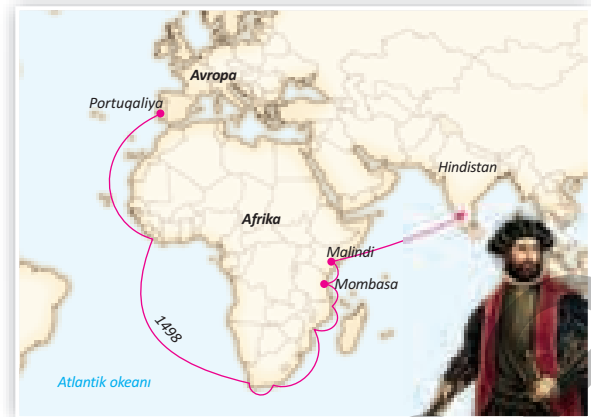 Avropa
Portuqaliya
Hindistan
Afrika
Malindi
Mombasa
1498
Atlantik okeanı